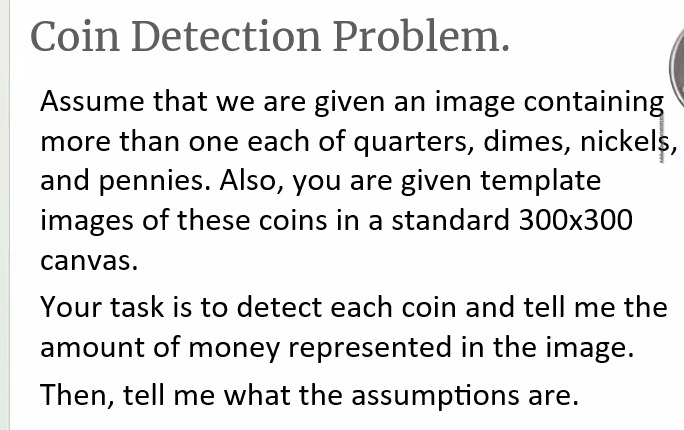 Coin Detection Problem.
Assume that we are given an image containing
more than one each of quarters, dimes, nickels,
and pennies. Also, you are given template
images of these coins in a standard 300x300
canvas.
Your task is to detect each coin and tell me the
amount of money represented in the image.
Then, tell me what the assumptions are.